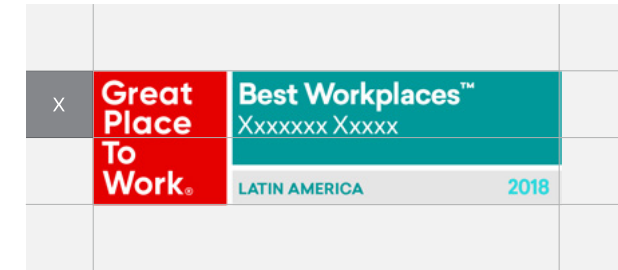 X
Great
Place
To
Work®
Best Workplaces™
Xxxxxxx Xxxxx
LATIN AMERICA 2018